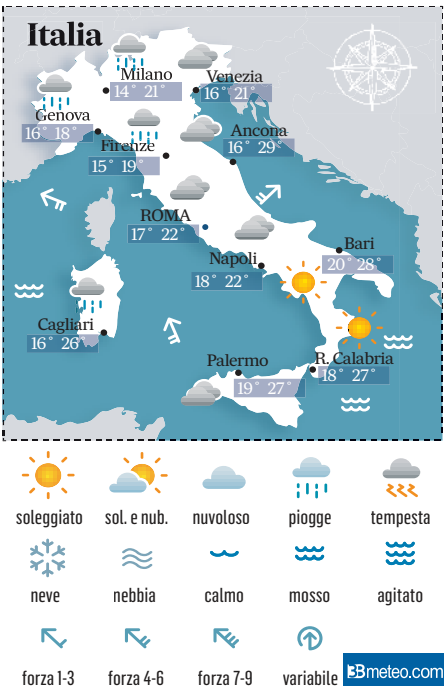 Italia
Milano
14° 21°
Venezia
16° 21°
Genova
16° 18°
Firenze
15° 19°
Ancona
16° 29°
ROMA
17° 22°
Napoli
18° 22°
Bari
20° 28°
Cagliari
16° 26°
Palermo
19° 27°
R. Calabria
18° 27°
soleggiato sol. e nub. nuvoloso piogge tempesta
neve nebbia calmo mosso agitato
forza 1-3 forza 4-6 forza 7-9 variabile
3Bmeteo.com